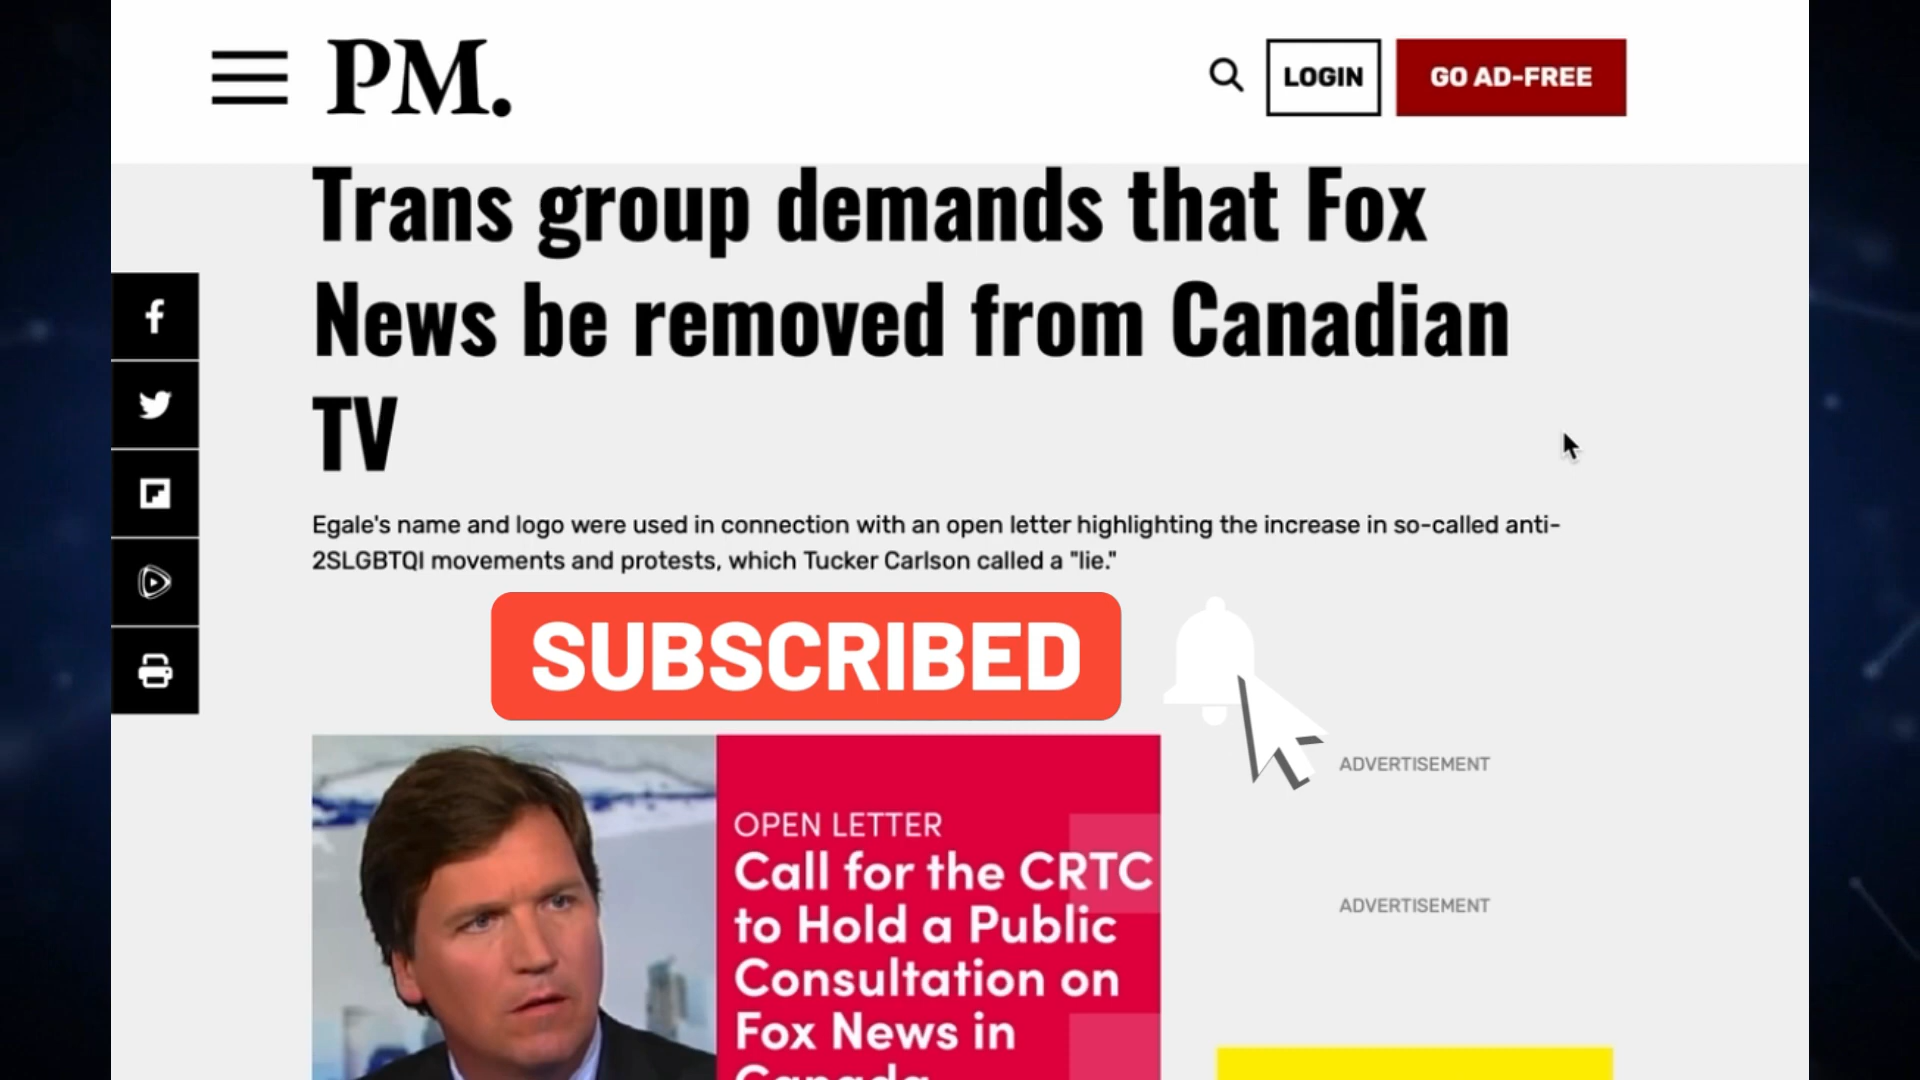 PM.
LOGIN
GO AD-FREE
Trans group demands that Fox
News be removed from Canadian
TV
Egale's name and logo were used in connection with an open letter highlighting the increase in so-called anti-
2SLGBTQI movements and protests, which Tucker Carlson called a "lie."
SUBSCRIBED
ADVERTISEMENT
OPEN LETTER
Call for the CRTC
to Hold a Public
Consultation on
Fox News in
Canada
ADVERTISEMENT